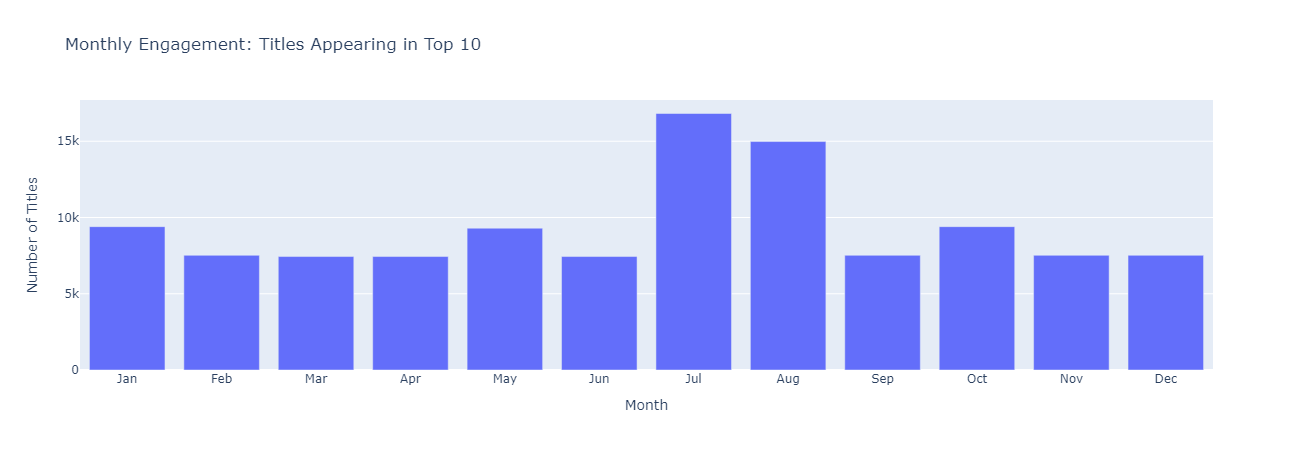 Monthly Engagement: Titles Appearing in Top 10
Number of Titles
15k
10k
5k
0
Jan Feb Mar Apr May Jun Jul Aug Sep Oct Nov Dec
Month